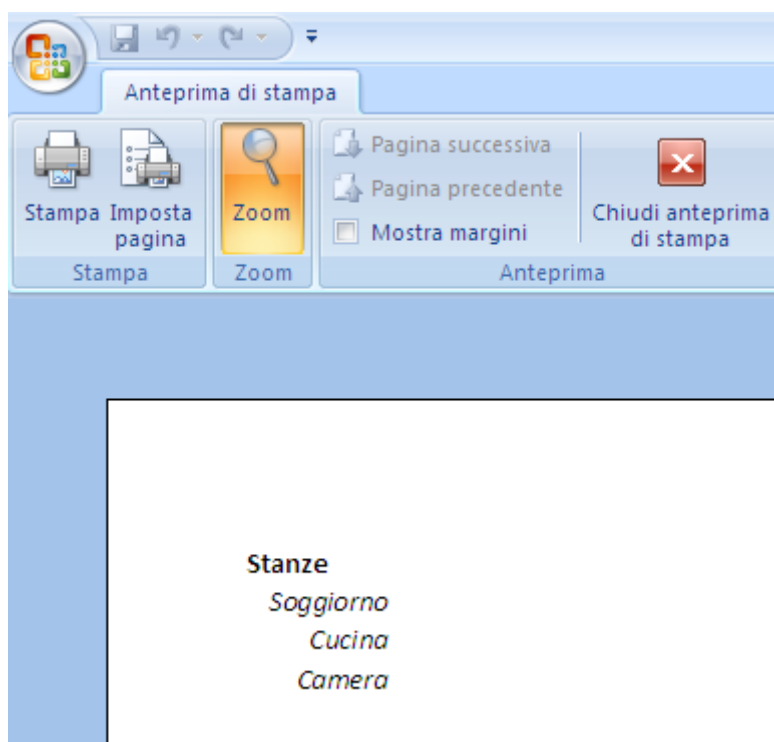 Anteprima di stampa
Stampa
Imposta pagina
Stampa
Zoom
Zoom
Pagina successiva
Pagina precedente
Mostra margini
Chiudi anteprima
di stampa
Anteprima
Stanze
Soggiorno
Cucina
Camera